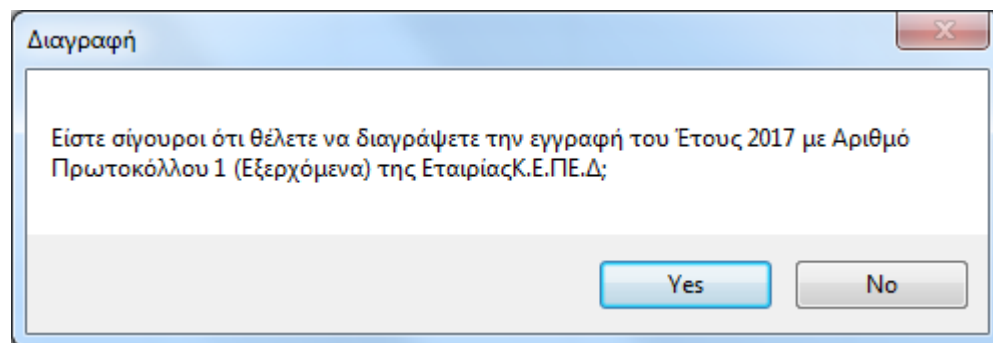 Διαγραφή
Είστε σίγουροι ότι θέλετε να διαγράψετε την εγγραφή του Έτους 2017 με Αριθμό
Πρωτοκόλλου 1 (Εξερχόμενα) της ΕταιρίαςΚ.Ε.ΠΕ.Δ;
Yes No